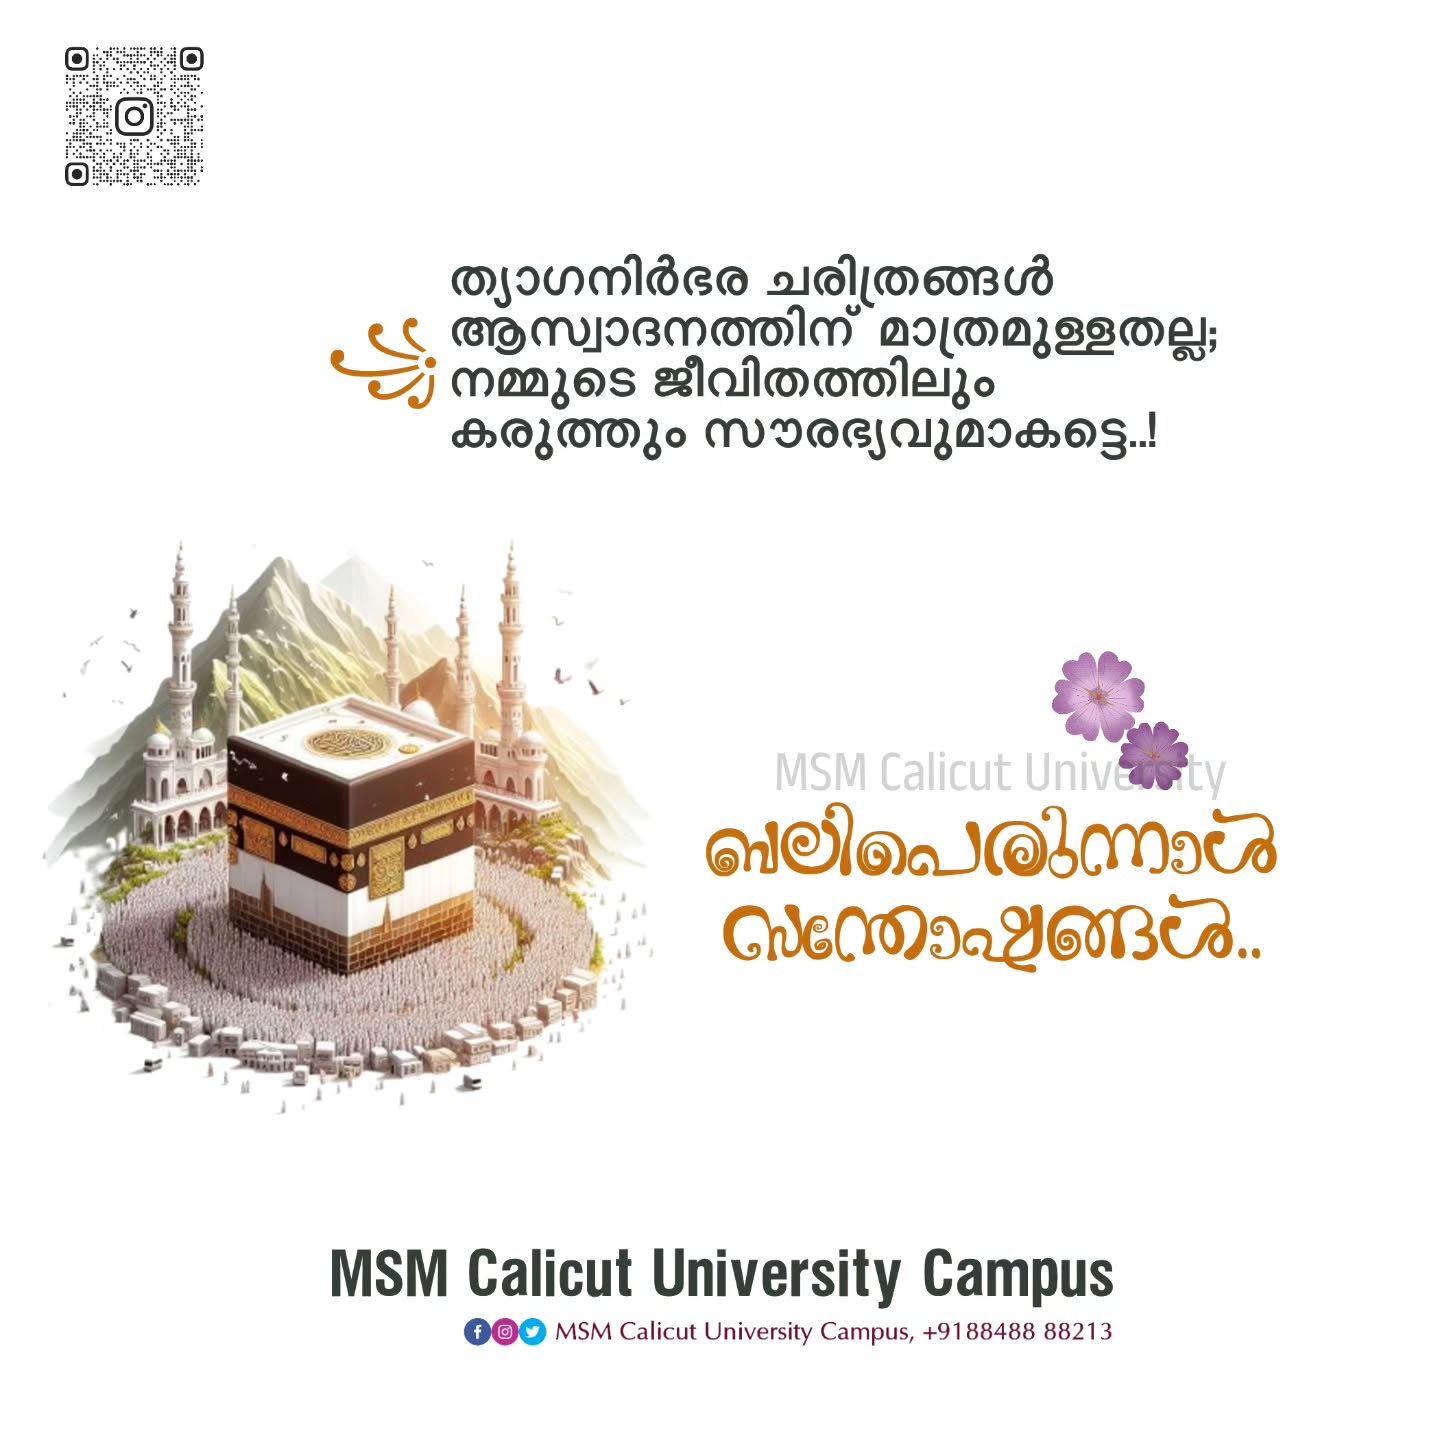 ത്യാഗനിർഭര ചരിത്രങ്ങൾ
ആസ്വാദനത്തിന് മാത്രമുള്ളതല്ല;
നമ്മുടെ ജീവിതത്തിലും
കരുത്തും സൗരഭ്യവുമാകട്ടെ..!
MSM Calicut University
ബലിപെരുന്നാൾ
സന്തോഷങ്ങൾ..
MSM Calicut University Campus
MSM Calicut University Campus, +9188488 88213